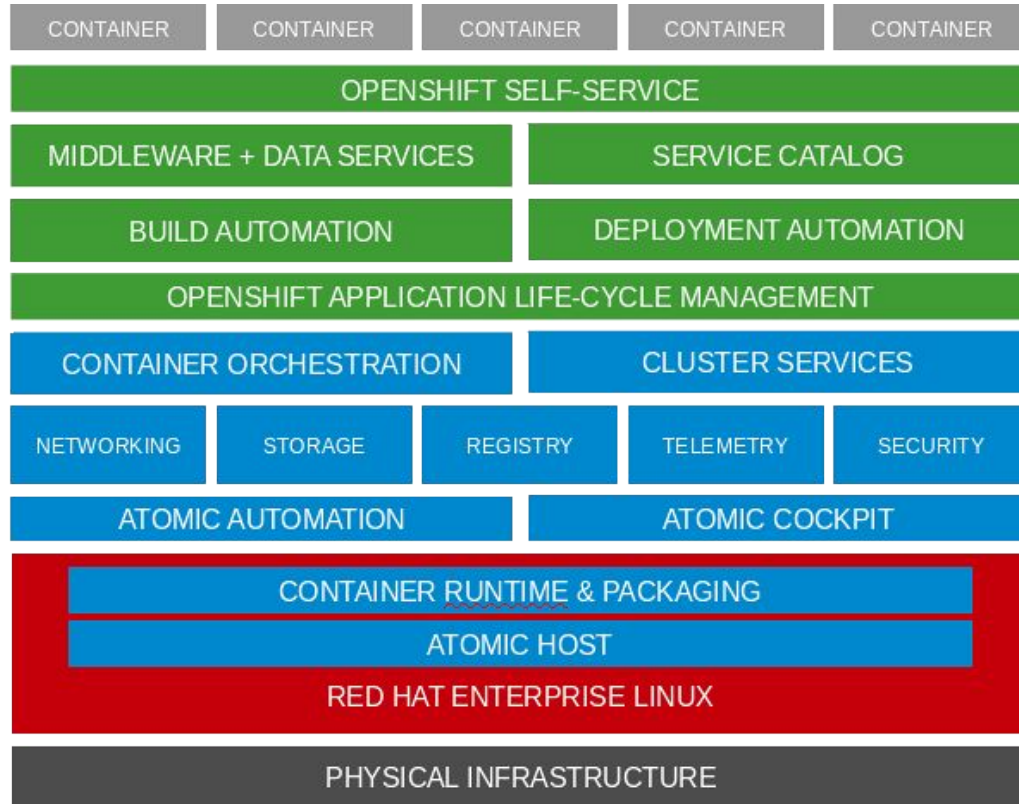 CONTAINER CONTAINER CONTAINER CONTAINER CONTAINER
OPENSHIFT SELF-SERVICE
MIDDLEWARE + DATA SERVICES SERVICE CATALOG
BUILD AUTOMATION DEPLOYMENT AUTOMATION
OPENSHIFT APPLICATION LIFE-CYCLE MANAGEMENT
CONTAINER ORCHESTRATION CLUSTER SERVICES
NETWORKING STORAGE REGISTRY TELEMETRY SECURITY
ATOMIC AUTOMATION ATOMIC COCKPIT
CONTAINER RUNTIME & PACKAGING
ATOMIC HOST
RED HAT ENTERPRISE LINUX
PHYSICAL INFRASTRUCTURE